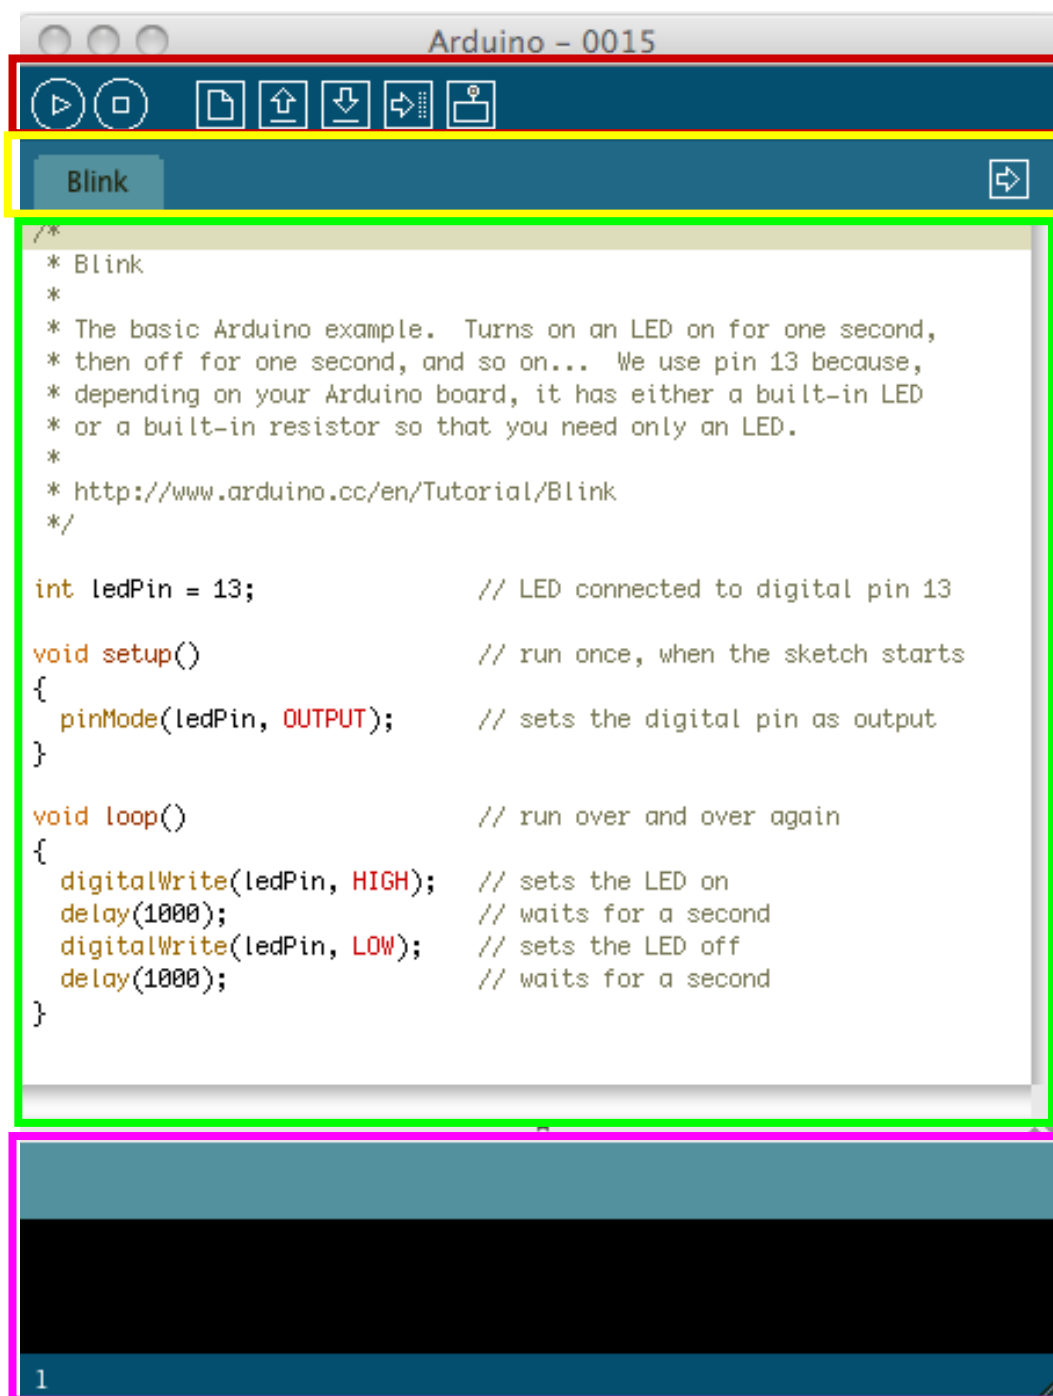 Arduino – 0015
Blink
/*
 * Blink
 *
 * The basic Arduino example.  Turns on an LED on for one second,
 * then off for one second, and so on...  We use pin 13 because,
 * depending on your Arduino board, it has either a built-in LED
 * or a built-in resistor so that you need only an LED.
 *
 * http://www.arduino.cc/en/Tutorial/Blink
 */
int ledPin = 13;                // LED connected to digital pin 13
void setup()                    // run once, when the sketch starts
{
  pinMode(ledPin, OUTPUT);      // sets the digital pin as output
}
void loop()                     // run over and over again
{
  digitalWrite(ledPin, HIGH);   // sets the LED on
  delay(1000);                  // waits for a second
  digitalWrite(ledPin, LOW);    // sets the LED off
  delay(1000);                  // waits for a second
}
1